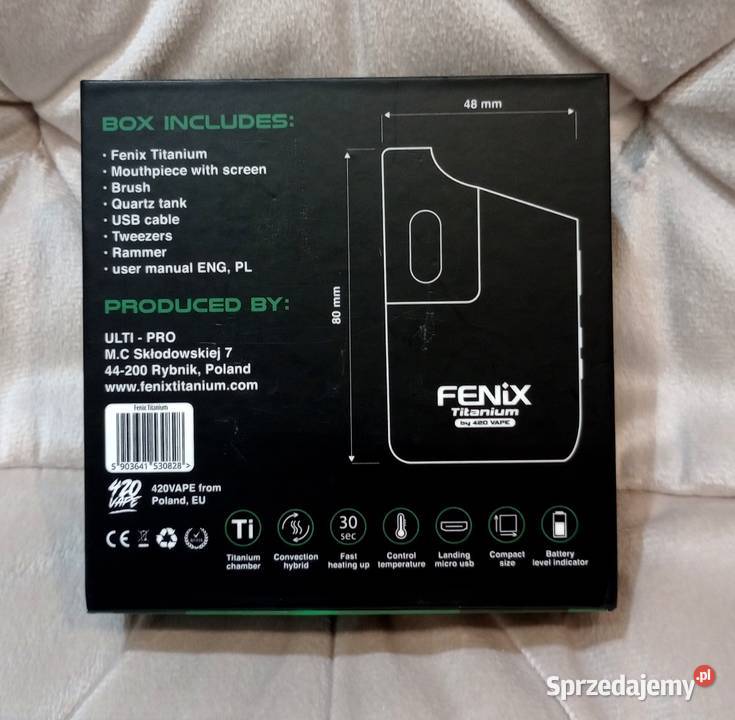 BOX INCLUDES:
· Fenix Titanium
· Mouthpiece with screen
· Brush
· Quartz tank
· USB cable
· Tweezers
· Rammer
· user manual ENG, PL
PRODUCED BY:
ULTI - PRO
M.C Skłodowskiej 7
44-200 Rybnik, Poland
www.fenixtitanium.com
Fenix Titanium
5 903641 530828 >
420
VAPE
420VAPE from
Poland, EU
CE
48 mm
80 mm
FENiX
Titanium
by 420 VAPE
Ti
Titanium
chamber
Convection
hybrid
30
sec
Fast
heating up
Control
temperature
Landing
micro usb
Compact
size
Battery
level indicator
Sprzedajemy.pl